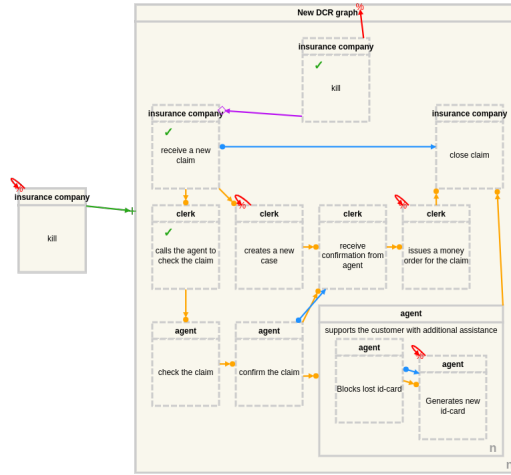 New DCR graph
%
insurance company
✓
kill
insurance company
✓
receive a new
claim
insurance company
close claim
%
insurance company
kill
clerk
✓
calls the agent to
check the claim
%
clerk
creates a new
case
clerk
receive
confirmation from
agent
%
clerk
issues a money
order for the claim
agent
check the claim
agent
confirm the claim
agent
supports the customer with additional assistance
agent
Blocks lost id-card
%
agent
Generates new
id-card
n
n